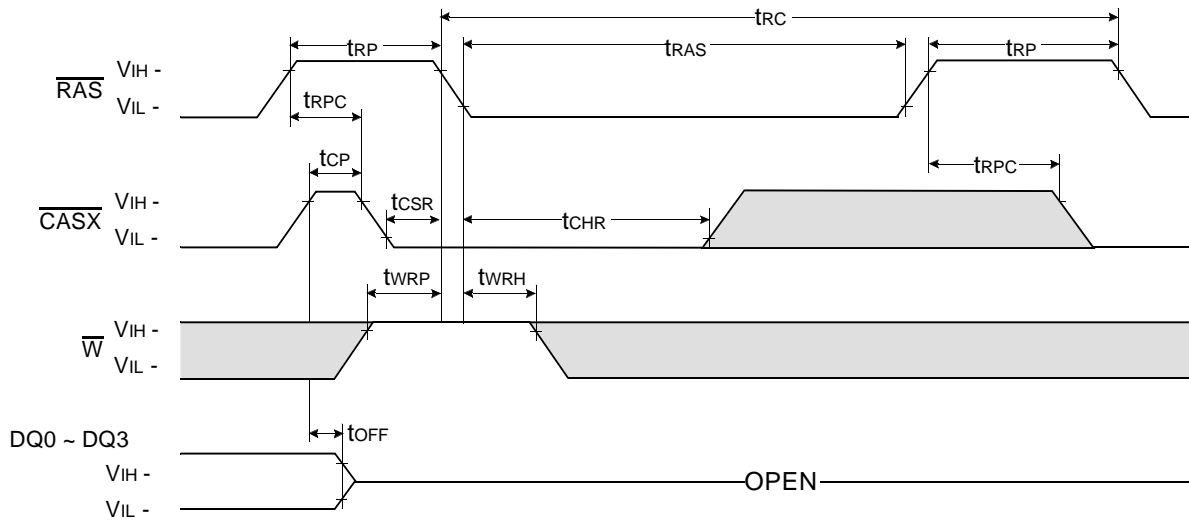 tRC
tRP
tRAS
tRP
RAS
VIH -
VIL -
tRPC
tRPC
tCP
tCSR
tCHR
CASX
VIH -
VIL -
tWRP
tWRH
W
VIH -
VIL -
tOFF
DQ0 ~ DQ3
VIH -
VIL -
OPEN